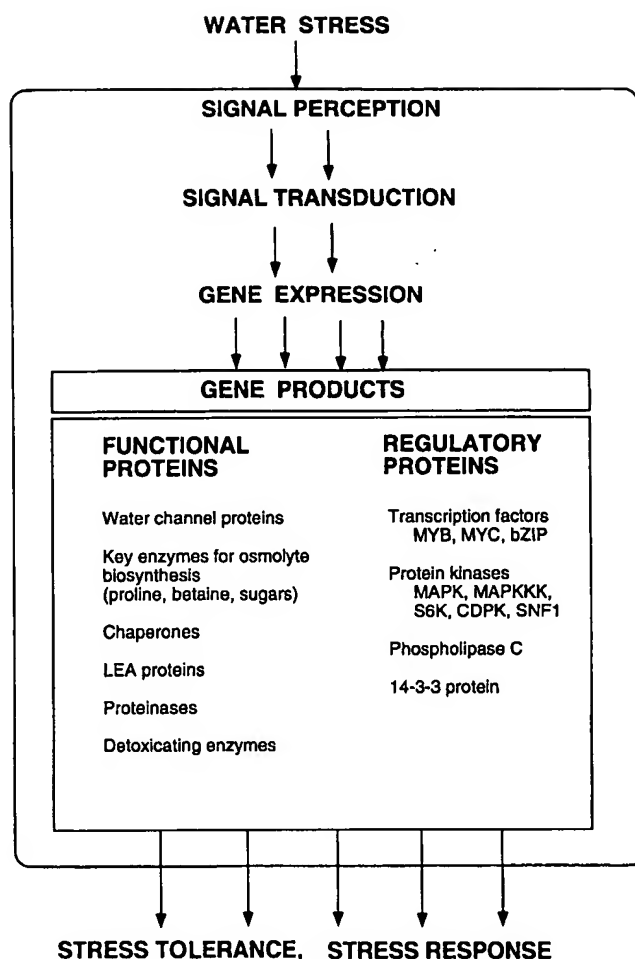 WATER STRESS
SIGNAL PERCEPTION
SIGNAL TRANSDUCTION
GENE EXPRESSION
GENE PRODUCTS
FUNCTIONAL
PROTEINS
Water channel proteins
Key enzymes for osmolyte
biosynthesis
(proline, betaine, sugars)
Chaperones
LEA proteins
Proteinases
Detoxicating enzymes
REGULATORY
PROTEINS
Transcription factors
MYB, MYC, bZIP
Protein kinases
MAPK, MAPKKK,
S6K, CDPK, SNF1
Phospholipase C
14-3-3 protein
STRESS TOLERANCE, STRESS RESPONSE